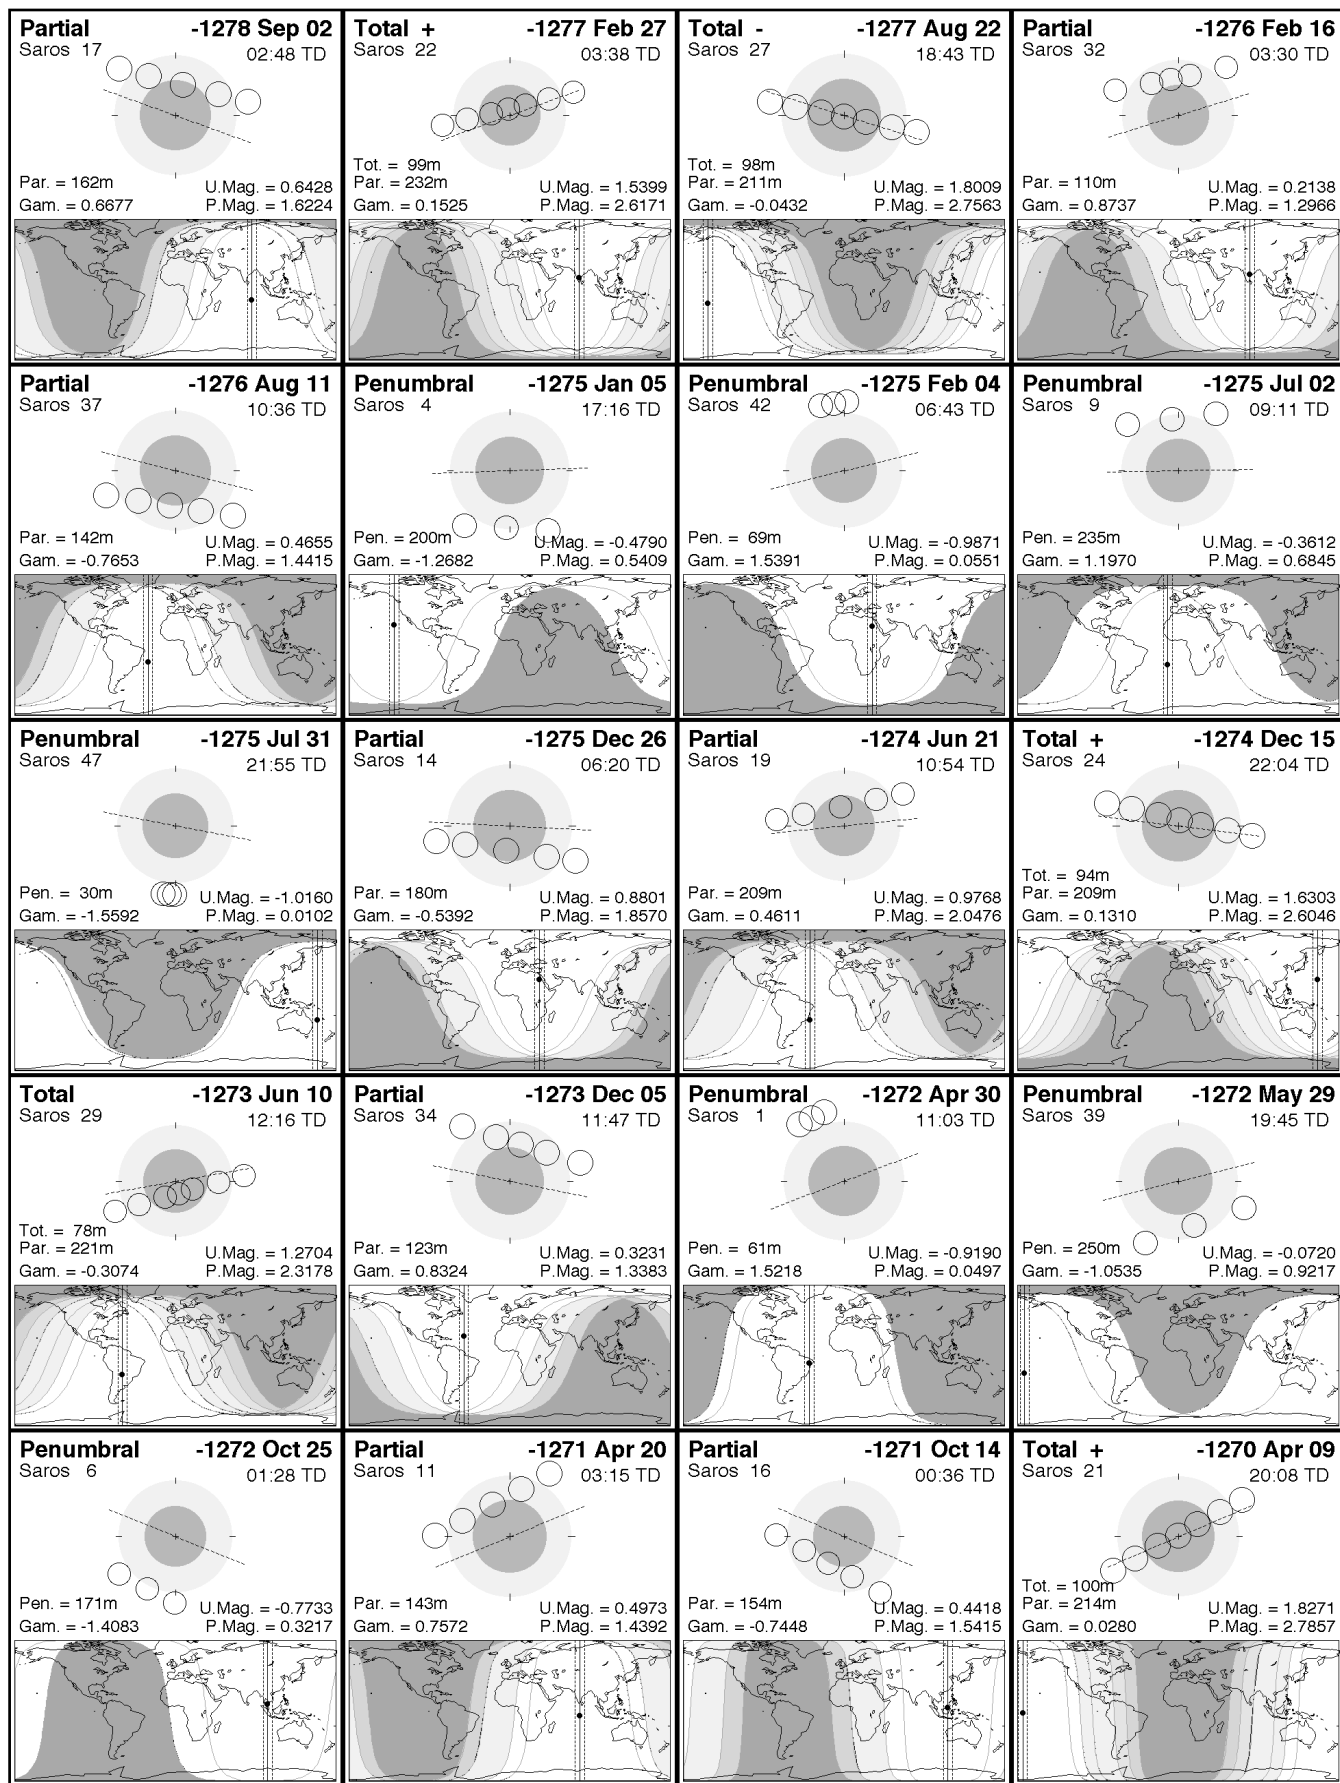 Partial -1278 Sep 02
Saros 17 02:48 TD
Par. = 162m U.Mag. = 0.6428
Gam. = 0.6677 P.Mag. = 1.6224
Total + -1277 Feb 27
Saros 22 03:38 TD
Tot. = 99m
Par. = 232m U.Mag. = 1.5399
Gam. = 0.1525 P.Mag. = 2.6171
Total - -1277 Aug 22
Saros 27 18:43 TD
Tot. = 98m
Par. = 211m U.Mag. = 1.8009
Gam. = -0.0432 P.Mag. = 2.7563
Partial -1276 Feb 16
Saros 32 03:30 TD
Par. = 110m U.Mag. = 0.2138
Gam. = 0.8737 P.Mag. = 1.2966
Partial -1276 Aug 11
Saros 37 10:36 TD
Par. = 142m U.Mag. = 0.4655
Gam. = -0.7653 P.Mag. = 1.4415
Penumbral -1275 Jan 05
Saros 4 17:16 TD
Pen. = 200m U.Mag. = -0.4790
Gam. = -1.2682 P.Mag. = 0.5409
Penumbral -1275 Feb 04
Saros 42 06:43 TD
Pen. = 69m U.Mag. = -0.9871
Gam. = 1.5391 P.Mag. = 0.0551
Penumbral -1275 Jul 02
Saros 9 09:11 TD
Pen. = 235m U.Mag. = -0.3612
Gam. = 1.1970 P.Mag. = 0.6845
Penumbral -1275 Jul 31
Saros 47 21:55 TD
Pen. = 30m U.Mag. = -1.0160
Gam. = -1.5592 P.Mag. = 0.0102
Partial -1275 Dec 26
Saros 14 06:20 TD
Par. = 180m U.Mag. = 0.8801
Gam. = -0.5392 P.Mag. = 1.8570
Partial -1274 Jun 21
Saros 19 10:54 TD
Par. = 209m U.Mag. = 0.9768
Gam. = 0.4611 P.Mag. = 2.0476
Total + -1274 Dec 15
Saros 24 22:04 TD
Tot. = 94m
Par. = 209m U.Mag. = 1.6303
Gam. = 0.1310 P.Mag. = 2.6046
Total -1273 Jun 10
Saros 29 12:16 TD
Tot. = 78m
Par. = 221m U.Mag. = 1.2704
Gam. = -0.3074 P.Mag. = 2.3178
Partial -1273 Dec 05
Saros 34 11:47 TD
Par. = 123m U.Mag. = 0.3231
Gam. = 0.8324 P.Mag. = 1.3383
Penumbral -1272 Apr 30
Saros 1 11:03 TD
Pen. = 61m U.Mag. = -0.9190
Gam. = 1.5218 P.Mag. = 0.0497
Penumbral -1272 May 29
Saros 39 19:45 TD
Pen. = 250m U.Mag. = -0.0720
Gam. = -1.0535 P.Mag. = 0.9217
Penumbral -1272 Oct 25
Saros 6 01:28 TD
Pen. = 171m U.Mag. = -0.7733
Gam. = -1.4083 P.Mag. = 0.3217
Partial -1271 Apr 20
Saros 11 03:15 TD
Par. = 143m U.Mag. = 0.4973
Gam. = 0.7572 P.Mag. = 1.4392
Partial -1271 Oct 14
Saros 16 00:36 TD
Par. = 154m U.Mag. = 0.4418
Gam. = -0.7448 P.Mag. = 1.5415
Total + -1270 Apr 09
Saros 21 20:08 TD
Tot. = 100m
Par. = 214m U.Mag. = 1.8271
Gam. = 0.0280 P.Mag. = 2.7857